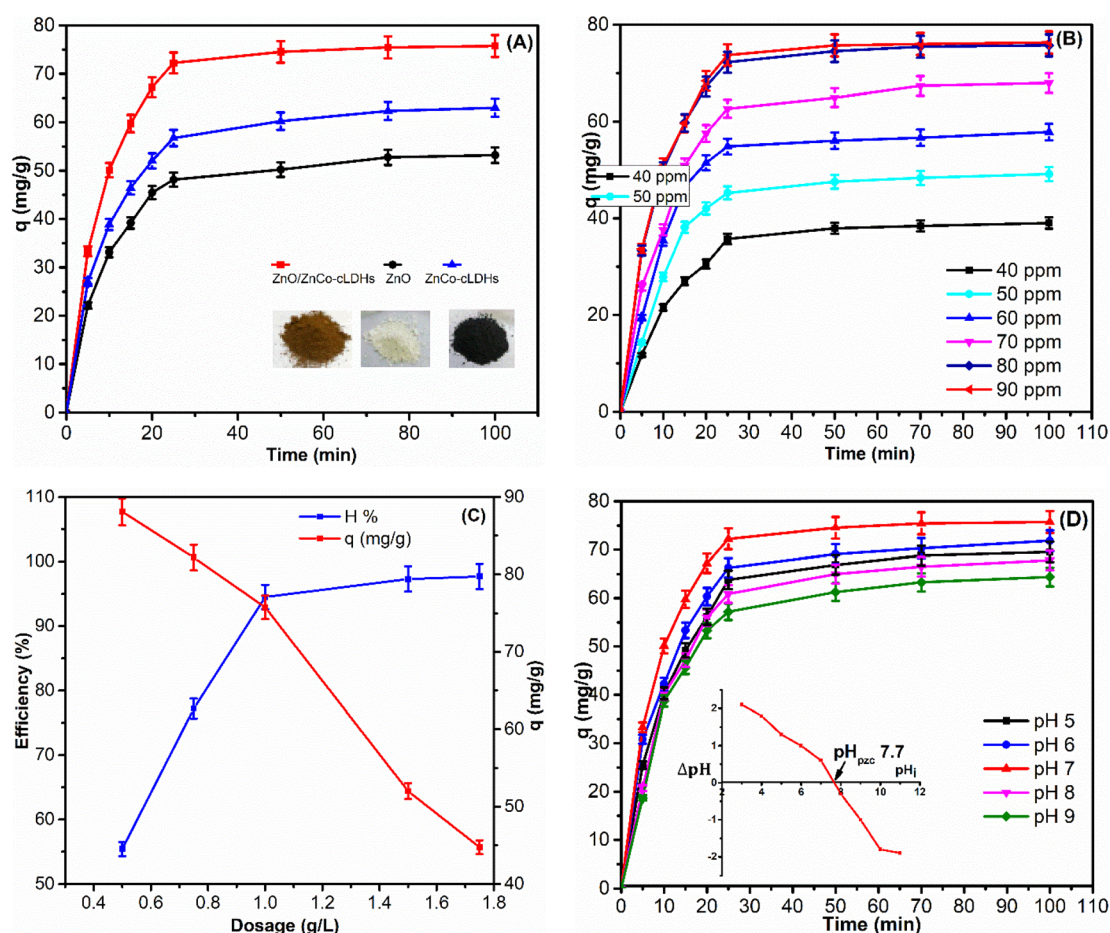 (A)
q (mg/g)
80
70
60
50
40
30
20
10
0
ZnO/ZnCo-cLDHs ZnO ZnCo-cLDHs
0 20 40 60 80 100
Time (min)
(B)
q (mg/g)
80
60
40
20
0
40 ppm
50 ppm
40 ppm
50 ppm
60 ppm
70 ppm
80 ppm
90 ppm
0 10 20 30 40 50 60 70 80 90 100 110
Time (min)
(C)
Efficiency (%)
110
100
90
80
70
60
50
H %
q (mg/g)
90
80
70
60
50
40
q (mg/g)
0.4 0.6 0.8 1.0 1.2 1.4 1.6 1.8
Dosage (g/L)
(D)
q (mg/g)
80
70
60
50
40
30
20
10
0
2
1
0
-1
-2
ΔpH
pHpzc 7.7
pHi
2 4 6 8 10 12
pH 5
pH 6
pH 7
pH 8
pH 9
0 10 20 30 40 50 60 70 80 90 100 110
Time (min)